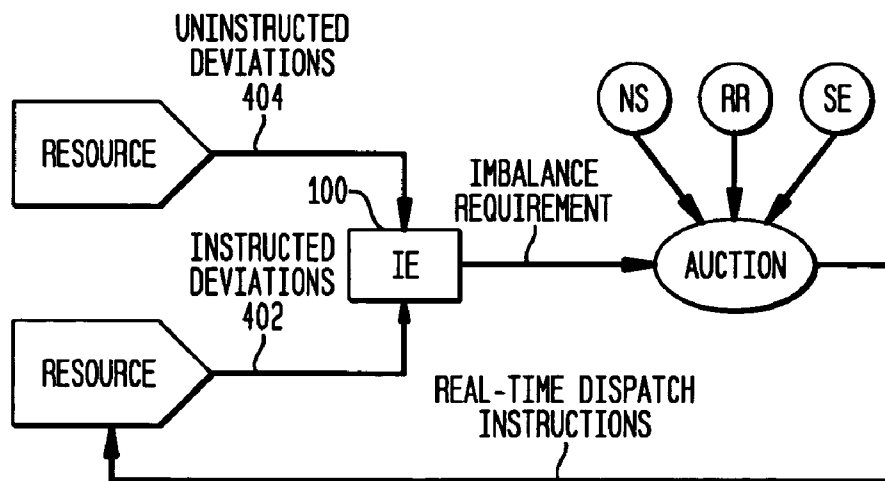 UNINSTRUCTED
DEVIATIONS
404
NS
RR
SE
RESOURCE
100
IMBALANCE
REQUIREMENT
INSTRUCTED
DEVIATIONS
402
IE
AUCTION
RESOURCE
REAL-TIME DISPATCH
INSTRUCTIONS